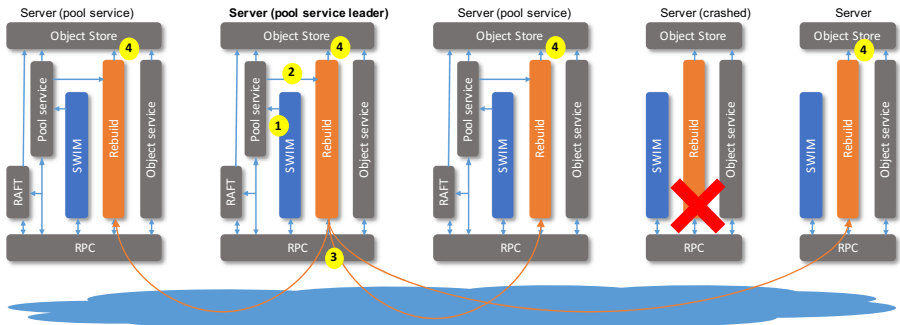 Server (pool service)
Object Store
4
Pool service
RAFT
SWIM
Rebuild
Object service
RPC
Server (pool service leader)
Object Store
4
2
Pool service
1
RAFT
SWIM
Rebuild
Object service
RPC
3
Server (pool service)
Object Store
4
Pool service
RAFT
SWIM
Rebuild
Object service
RPC
Server (crashed)
Object Store
SWIM
Rebuild
Object service
RPC
Server
Object Store
4
SWIM
Rebuild
Object service
RPC